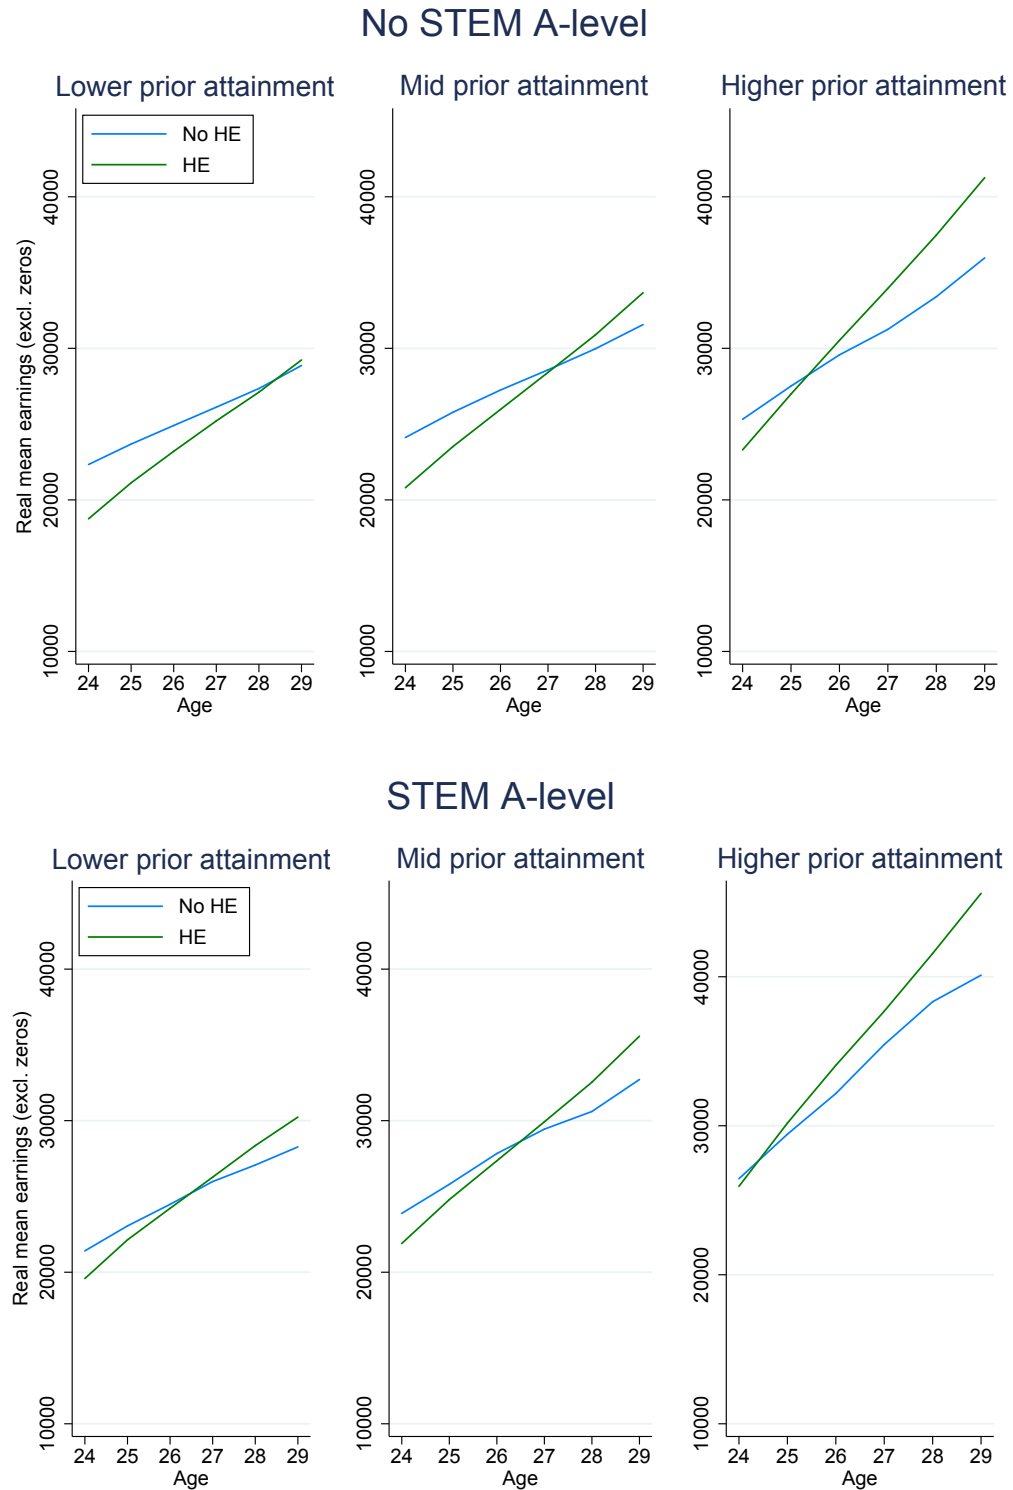 No STEM A-level
Lower prior attainment
Mid prior attainment
Higher prior attainment
No HE
HE
Real mean earnings (excl. zeros)
40000
30000
20000
10000
24 25 26 27 28 29
Age
40000
30000
20000
10000
24 25 26 27 28 29
Age
40000
30000
20000
10000
24 25 26 27 28 29
Age
STEM A-level
Lower prior attainment
Mid prior attainment
Higher prior attainment
No HE
HE
Real mean earnings (excl. zeros)
40000
30000
20000
10000
24 25 26 27 28 29
Age
40000
30000
20000
10000
24 25 26 27 28 29
Age
40000
30000
20000
10000
24 25 26 27 28 29
Age